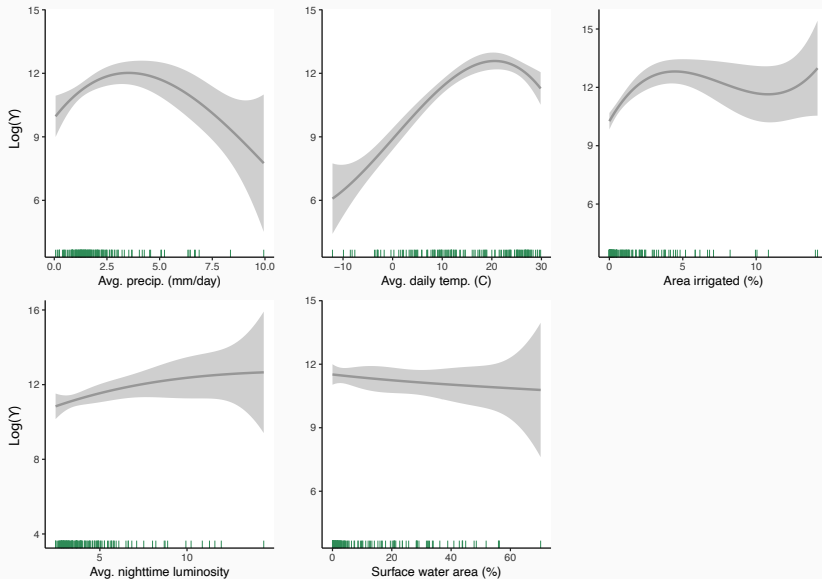 15
12
9
6
Log(Υ)
0.0 2.5 5.0 7.5 10.0
Avg. precip. (mm/day)
15
12
9
6
−10 0 10 20 30
Avg. daily temp. (C)
15
12
9
6
0 5 10
Area irrigated (%)
16
12
8
4
Log(Υ)
5 10
Avg. nighttime luminosity
15
12
9
6
0 20 40 60
Surface water area (%)